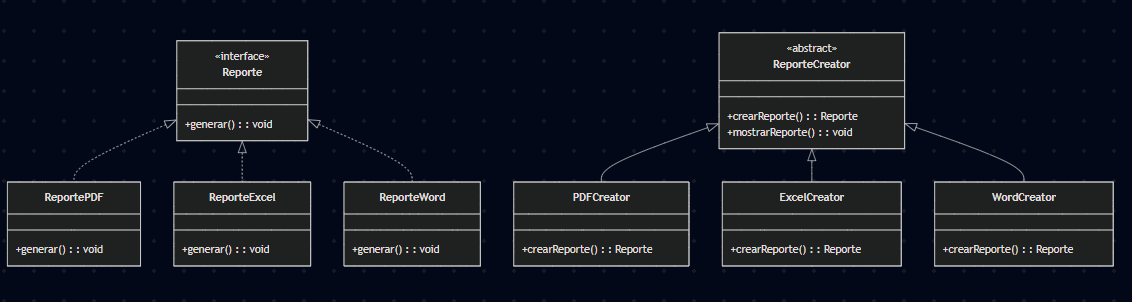 «interface»
Reporte
+generar() : : void
«abstract»
ReporteCreator
+crearReporte() : : Reporte
+mostrarReporte() : : void
ReportePDF
+generar() : : void
ReporteExcel
+generar() : : void
ReporteWord
+generar() : : void
PDFCreator
+crearReporte() : : Reporte
ExcelCreator
+crearReporte() : : Reporte
WordCreator
+crearReporte() : : Reporte